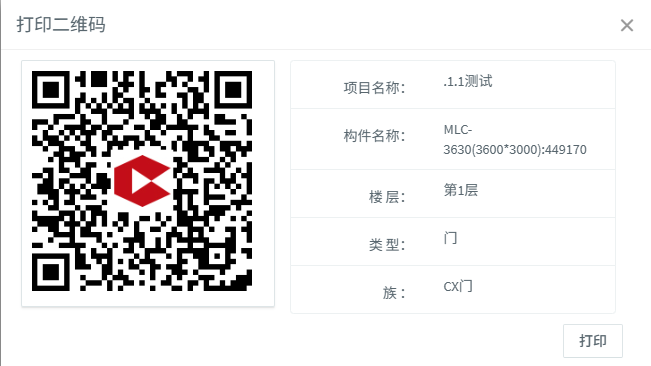 打印二维码
项目名称： .1.1测试
构件名称： MLC-
3630(3600*3000):449170
楼 层： 第1层
类 型： 门
族 ： CX门
打印